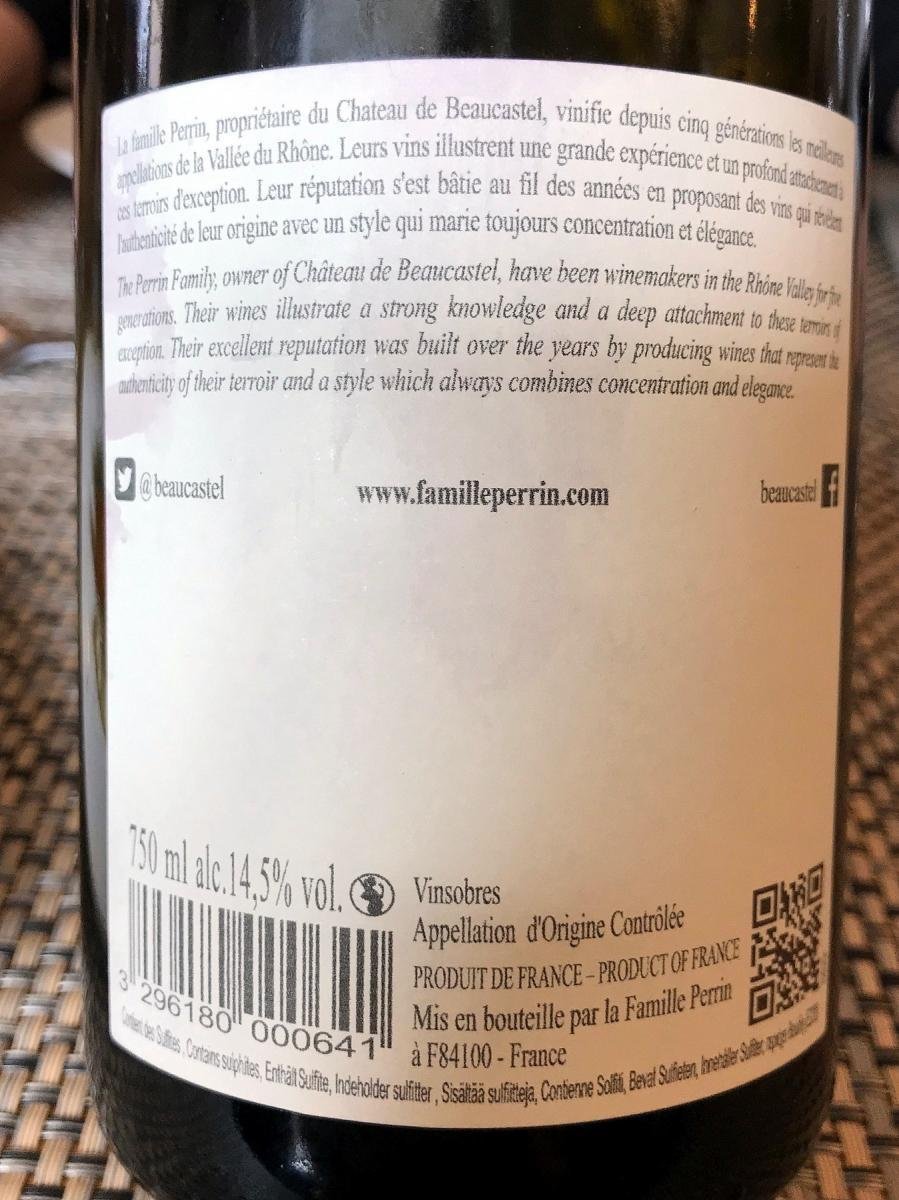 La famille Perrin, propriétaire du Chateau de Beaucastel, vinifie depuis cinq générations les meilleures
appellations de la Vallée du Rhône. Leurs vins illustrent une grande expérience et un profond attachement à
ces terroirs d'exception. Leur réputation s'est bâtie au fil des années en proposant des vins qui révèlent
l'authenticité de leur origine avec un style qui marie toujours concentration et élégance.
The Perrin Family, owner of Château de Beaucastel, have been winemakers in the Rhône Valley for five
generations. Their wines illustrate a strong knowledge and a deep attachment to these terroirs of
exception. Their excellent reputation was built over the years by producing wines that represent the
authenticity of their terroir and a style which always combines concentration and elegance.
@beaucastel www.familleperrin.com beaucastel
750 ml alc.14,5% vol.
Vinsobres
Appellation d'Origine Contrôlée
PRODUIT DE FRANCE – PRODUCT OF FRANCE
Mis en bouteille par la Famille Perrin
à F84100 - France
3 296180 000641
Contient des Sulfites, Contains sulphites, Enthält Sulfite, Indeholder sulfitter, Sisältää sulfiitteja, Contienne Solfiti, Bevat Sulfieten, Innehåller Sulfiter,